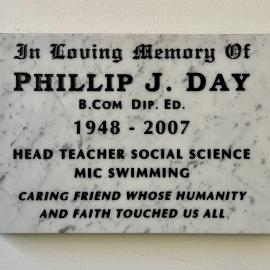 In Loving Memory Of
PHILLIP J. DAY
B.COM DIP. ED.
1948 - 2007
HEAD TEACHER SOCIAL SCIENCE
MIC SWIMMING
CARING FRIEND WHOSE HUMANITY
AND FAITH TOUCHED US ALL